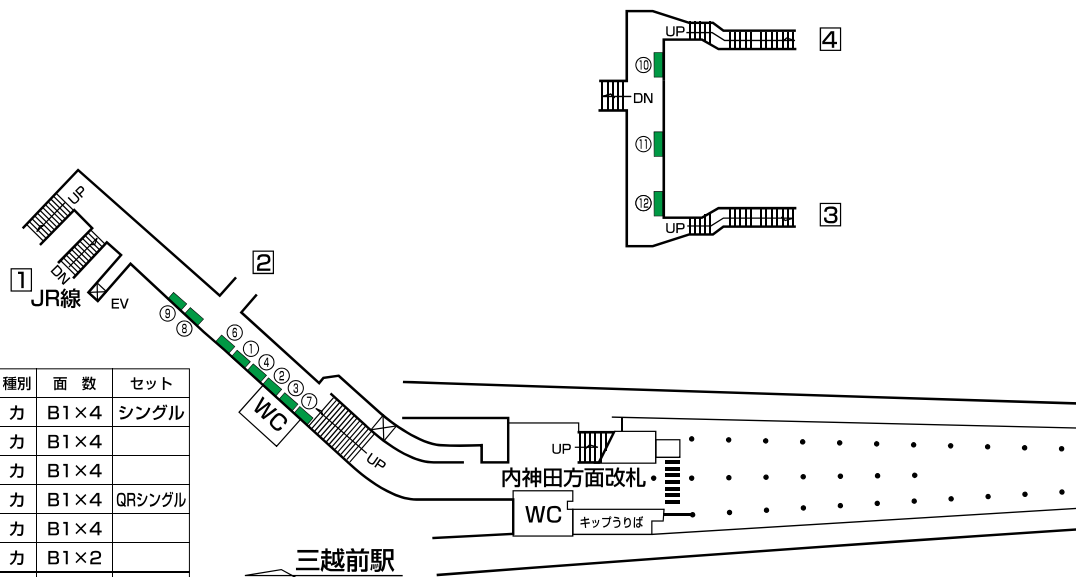 UP
4
⑩
DN
⑪
⑫
UP
3
UP
2
1
DN
JR線
EV
⑨
⑧
⑥
①
④
②
③
⑦
WC
UP
種別 面 数 セット
カ B1×4 シングル
カ B1×4
カ B1×4
カ B1×4 QRシングル
カ B1×4
カ B1×2
UP
内神田方面改札
WC
キップうりば
三越前駅